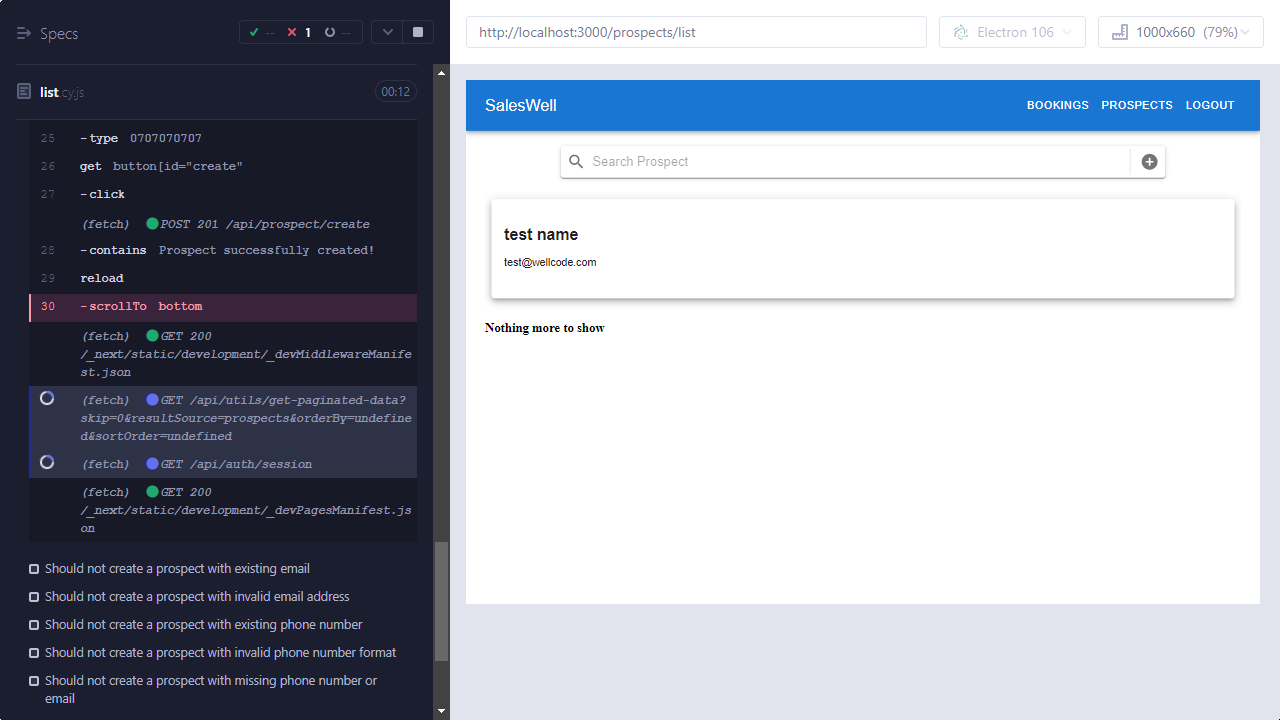 Specs
-- 1 --
list.cy.js
00:12
25 -type 0707070707
26 get button[id="create"
27 -click
(fetch) POST 201 /api/prospect/create
28 -contains Prospect successfully created!
29 reload
30 -scrollTo bottom
(fetch) GET 200
/_next/static/development/_devMiddlewareManife
st.json
(fetch) GET /api/utils/get-paginated-data?
skip=0&resultSource=prospects&orderBy=undefine
d&sortOrder=undefined
(fetch) GET /api/auth/session
(fetch) GET 200
/_next/static/development/_devPagesManifest.js
on
Should not create a prospect with existing email
Should not create a prospect with invalid email address
Should not create a prospect with existing phone number
Should not create a prospect with invalid phone number format
Should not create a prospect with missing phone number or
email
http://localhost:3000/prospects/list
Electron 106
1000x660 (79%)
SalesWell
BOOKINGS PROSPECTS LOGOUT
Search Prospect
test name
test@wellcode.com
Nothing more to show